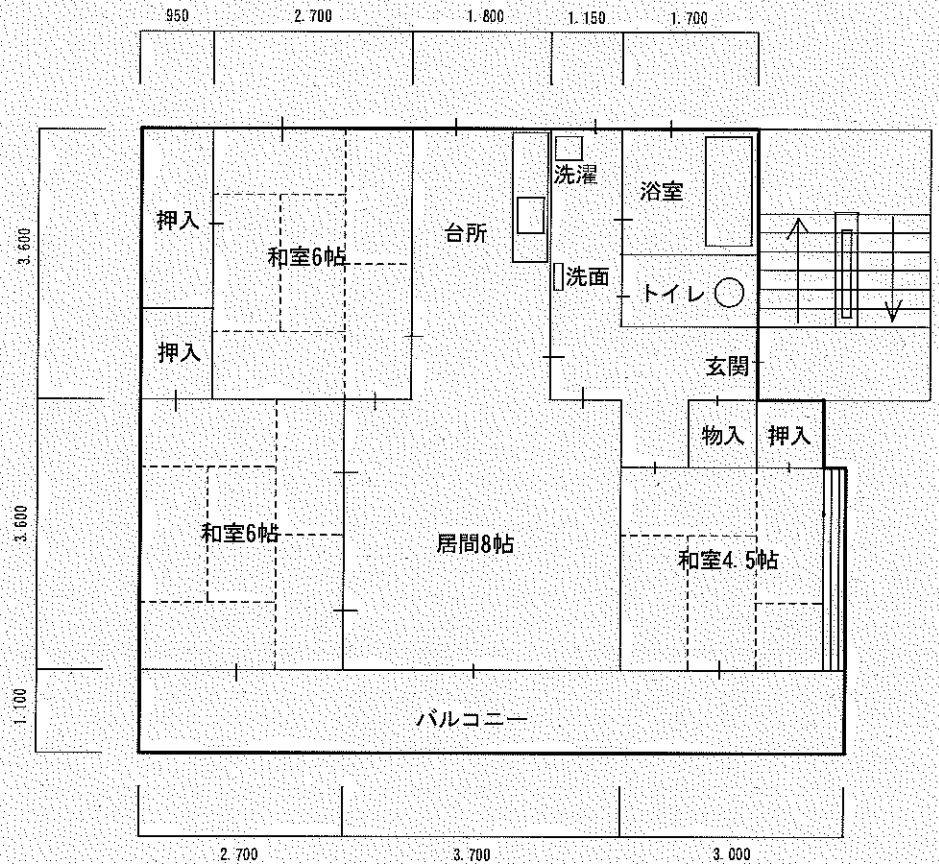 950 2.700 1.800 1.150 1.700
洗濯
浴室
押入
台所
3.600
和室6帖
洗面
トイレ
押入
玄関
物入 押入
3.600
和室6帖
居間8帖
和室4.5帖
1.100
バルコニー
2.700 3.700 3.000